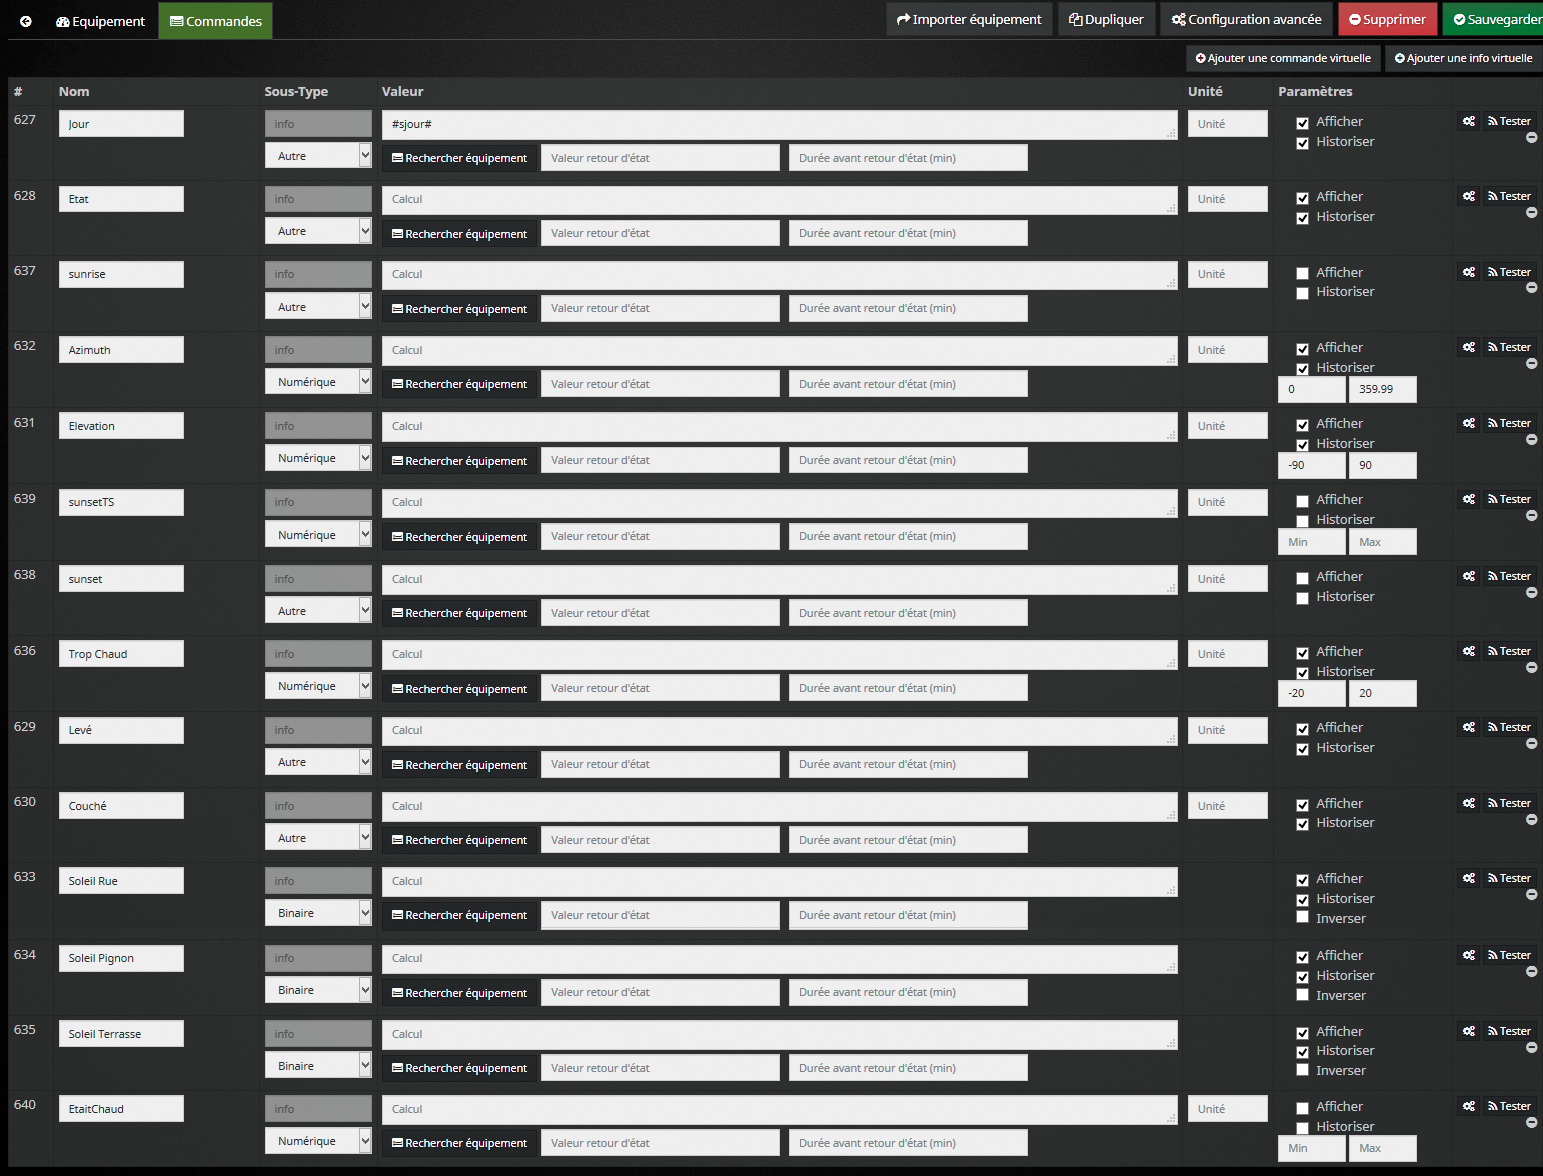 Equipement Commandes Importer équipement Dupliquer Configuration avancée Supprimer Sauvegarder
Ajouter une commande virtuelle Ajouter une info virtuelle
# Nom Sous-Type Valeur Unité Paramètres
627 Jour info #sjour# Unité Afficher Tester
Historiser
Autre Rechercher équipement Valeur retour d'état Durée avant retour d'état (min)
628 Etat info Calcul Unité Afficher Tester
Historiser
Autre Rechercher équipement Valeur retour d'état Durée avant retour d'état (min)
637 sunrise info Calcul Unité Afficher Tester
Historiser
Autre Rechercher équipement Valeur retour d'état Durée avant retour d'état (min)
632 Azimuth info Calcul Unité Afficher Tester
Historiser
Numérique Rechercher équipement Valeur retour d'état Durée avant retour d'état (min) 0 359.99
631 Elevation info Calcul Unité Afficher Tester
Historiser
Numérique Rechercher équipement Valeur retour d'état Durée avant retour d'état (min) -90 90
639 sunsetTS info Calcul Unité Afficher Tester
Historiser
Numérique Rechercher équipement Valeur retour d'état Durée avant retour d'état (min) Min Max
638 sunset info Calcul Unité Afficher Tester
Historiser
Autre Rechercher équipement Valeur retour d'état Durée avant retour d'état (min)
636 Trop Chaud info Calcul Unité Afficher Tester
Historiser
Numérique Rechercher équipement Valeur retour d'état Durée avant retour d'état (min) -20 20
629 Levé info Calcul Unité Afficher Tester
Historiser
Autre Rechercher équipement Valeur retour d'état Durée avant retour d'état (min)
630 Couché info Calcul Unité Afficher Tester
Historiser
Autre Rechercher équipement Valeur retour d'état Durée avant retour d'état (min)
633 Soleil Rue info Calcul Afficher Tester
Historiser
Binaire Rechercher équipement Valeur retour d'état Durée avant retour d'état (min) Inverser
634 Soleil Pignon info Calcul Afficher Tester
Historiser
Binaire Rechercher équipement Valeur retour d'état Durée avant retour d'état (min) Inverser
635 Soleil Terrasse info Calcul Afficher Tester
Historiser
Binaire Rechercher équipement Valeur retour d'état Durée avant retour d'état (min) Inverser
640 EtaitChaud info Calcul Unité Afficher Tester
Historiser
Numérique Rechercher équipement Valeur retour d'état Durée avant retour d'état (min) Min Max